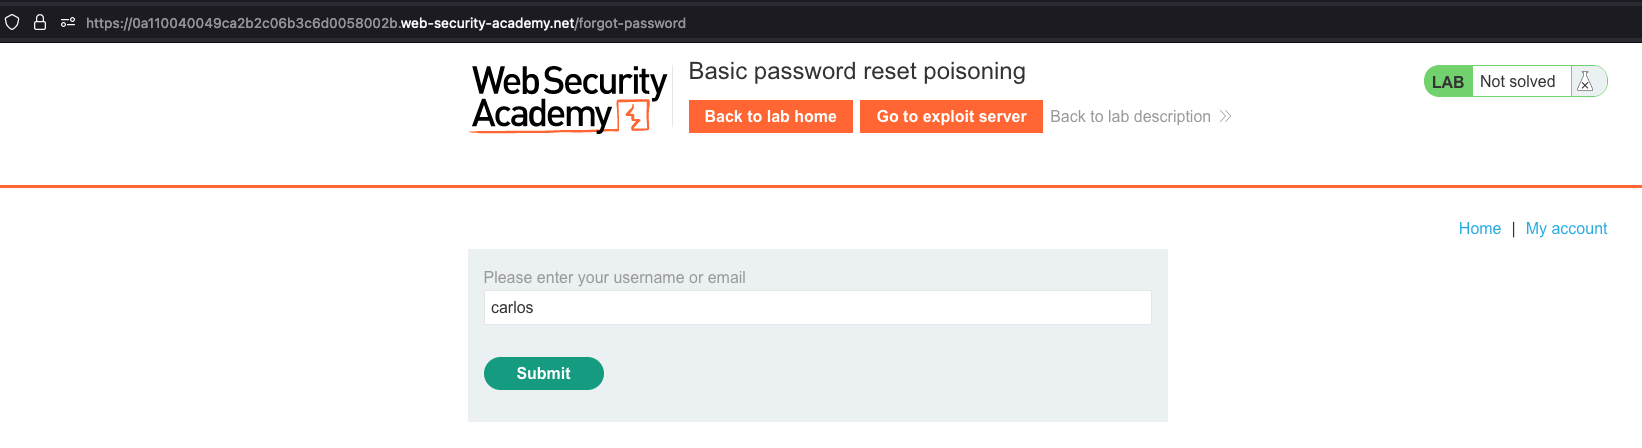 https://0a110040049ca2b2c06b3c6d0058002b.web-security-academy.net/forgot-password
Web Security
Academy
Basic password reset poisoning
Back to lab home
Go to exploit server
Back to lab description
LAB
Not solved
Home | My account
Please enter your username or email
carlos
Submit